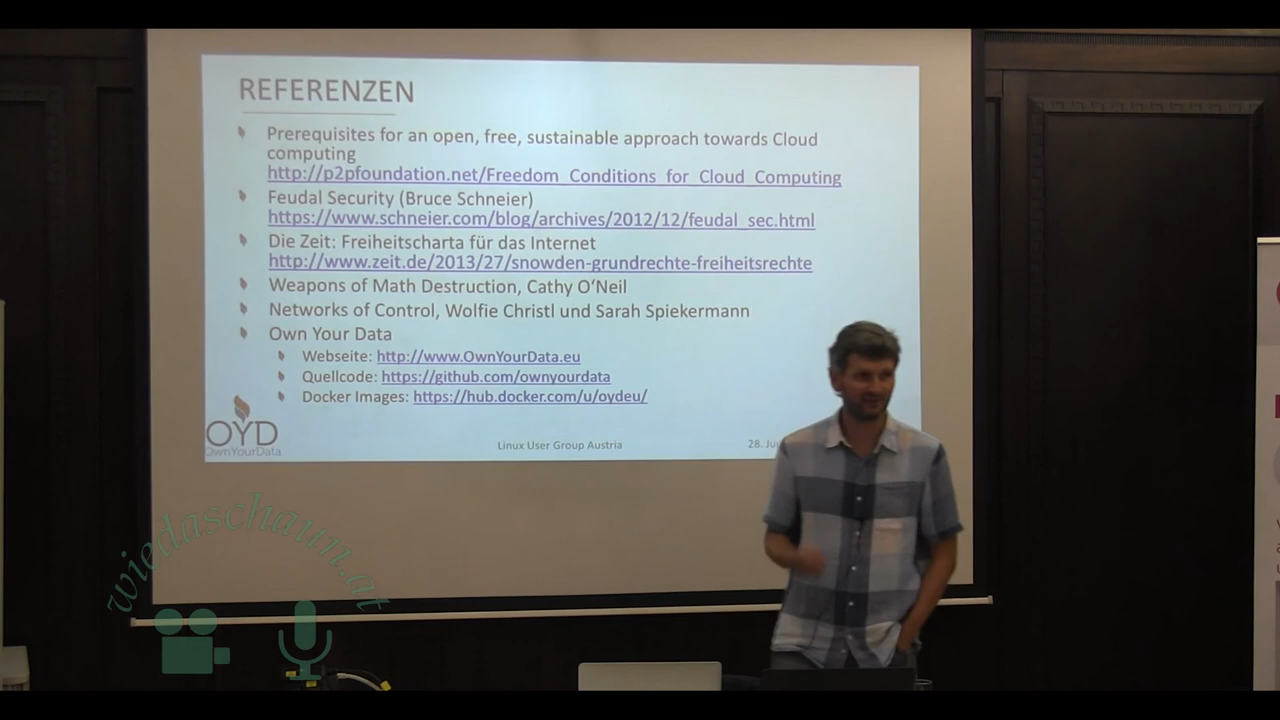 REFERENZEN
Prerequisites for an open, free, sustainable approach towards Cloud
computing
http://p2pfoundation.net/Freedom_Conditions_for_Cloud_Computing
Feudal Security (Bruce Schneier)
https://www.schneier.com/blog/archives/2012/12/feudal_sec.html
Die Zeit: Freiheitscharta für das Internet
http://www.zeit.de/2013/27/snowden-grundrechte-freiheitsrechte
Weapons of Math Destruction, Cathy O‘Neil
Networks of Control, Wolfie Christl und Sarah Spiekermann
Own Your Data
Webseite: http://www.OwnYourData.eu
Quellcode: https://github.com/ownyourdata
Docker Images: https://hub.docker.com/u/oydeu/
OYD
OwnYourData
Linux User Group Austria
28.
wiedaschaun.at